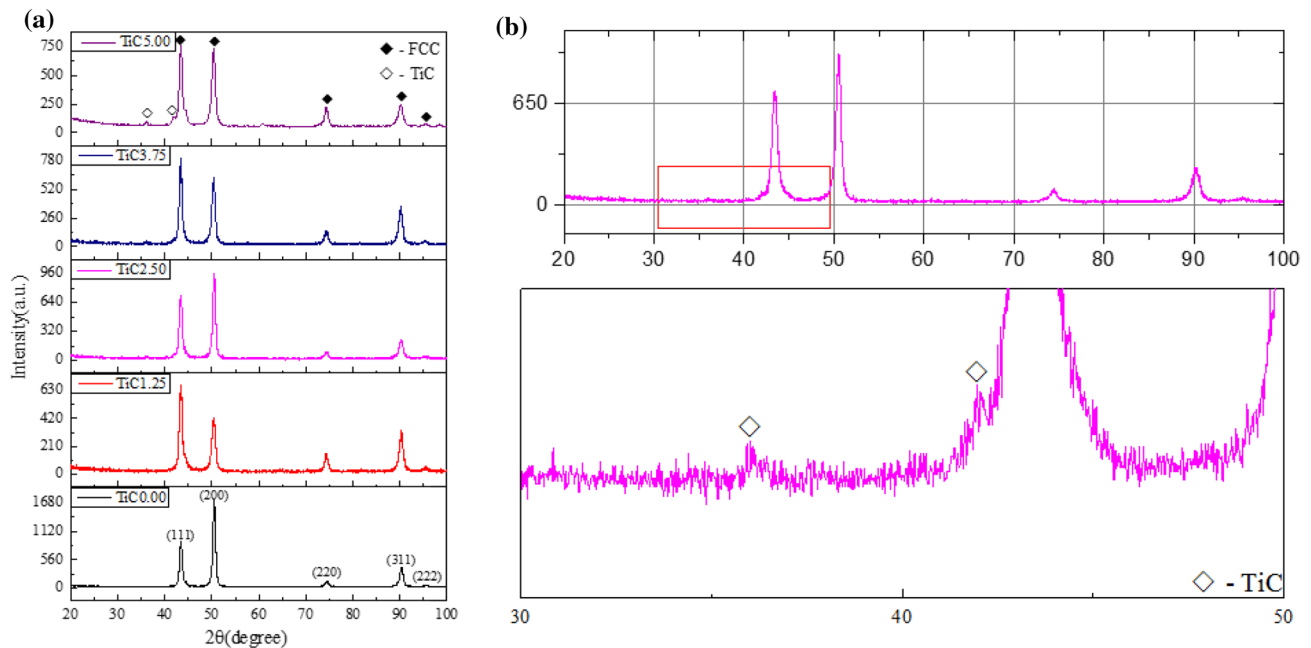 (a)
TiC5.00
◆ - FCC
◇ - TiC
750
500
250
0
TiC3.75
780
520
260
0
TiC2.50
960
640
320
0
TiC1.25
630
420
210
0
TiC0.00
1680
1120
560
0
(111)
(200)
(220)
(311)
(222)
20 30 40 50 60 70 80 90 100
2θ(degree)
Intensity(a.u.)
(b)
650
0
20 30 40 50 60 70 80 90 100
◇ - TiC
30 40 50